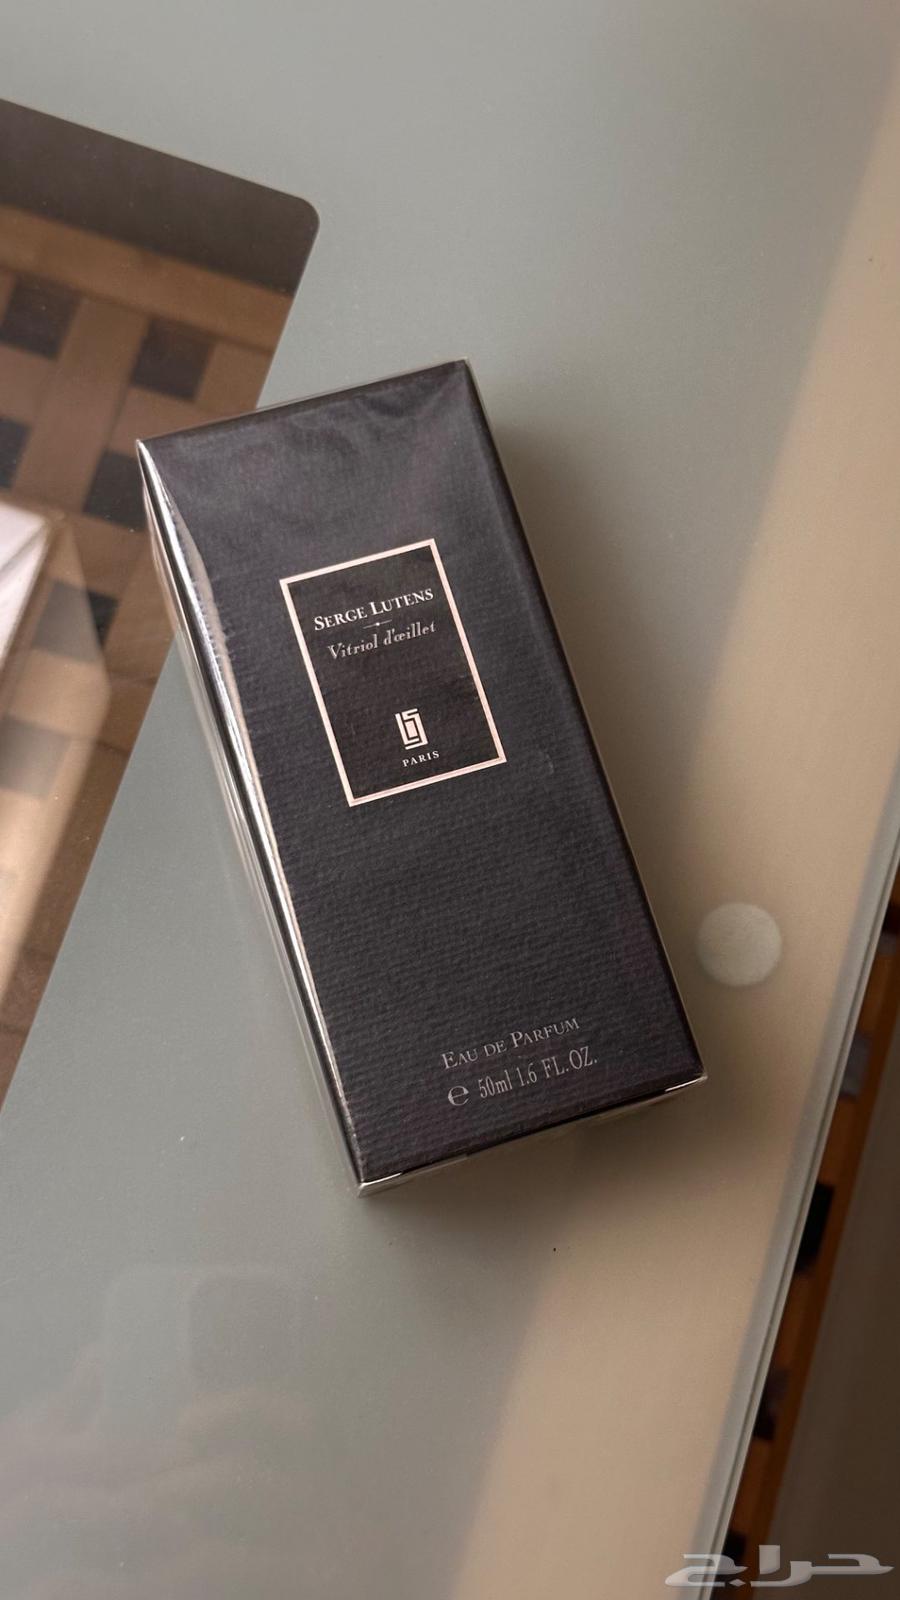 SERGE LUTENS
Vitriol d'œillet
PARIS
EAU DE PARFUM
e 50ml 1.6 FL.OZ.
حراج